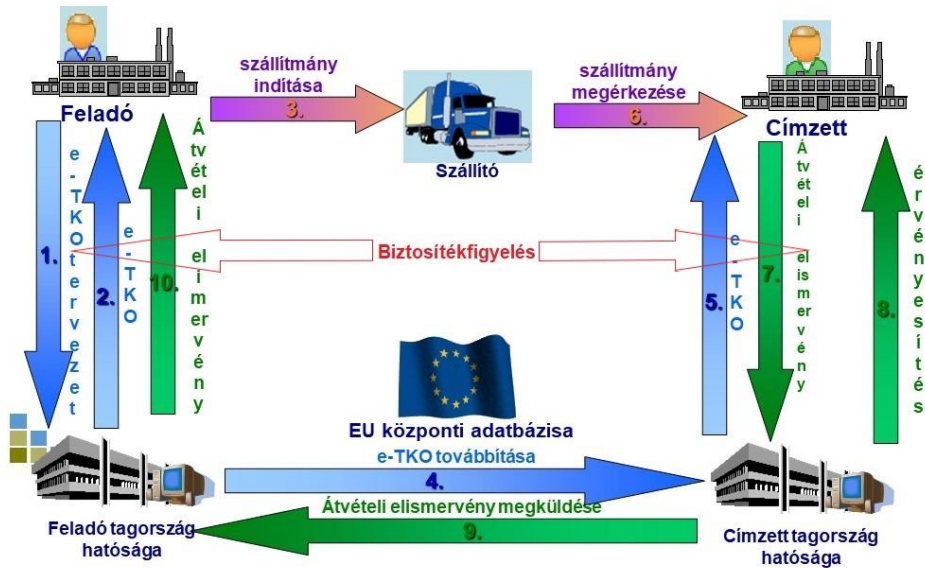 szállítmány
indítása
3.
szállítmány
megérkezése
6.
Feladó
Szállító
Címzett
1.
e-TKO tervezet
2.
e-TKO
10.
Átvételi elimervény
Biztosítékfigyelés
5.
e-TKO
7.
Átvételi elismervény
8.
érvényesítés
EU központi adatbázisa
e-TKO továbbítása
4.
Átvételi elismervény megküldése
9.
Feladó tagország
hatósága
Címzett tagország
hatósága